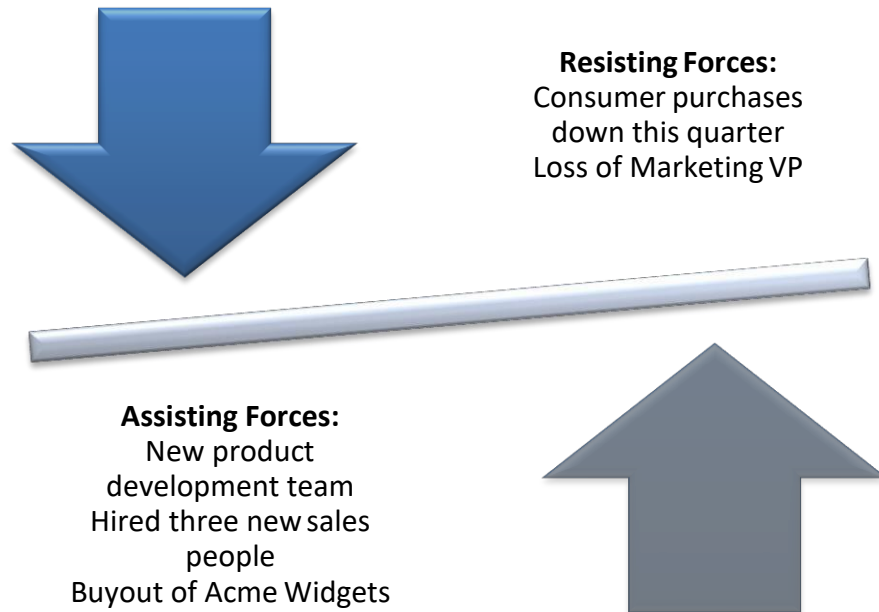 Resisting Forces:
Consumer purchases
down this quarter
Loss of Marketing VP
Assisting Forces:
New product
development team
Hired three new sales
people
Buyout of Acme Widgets